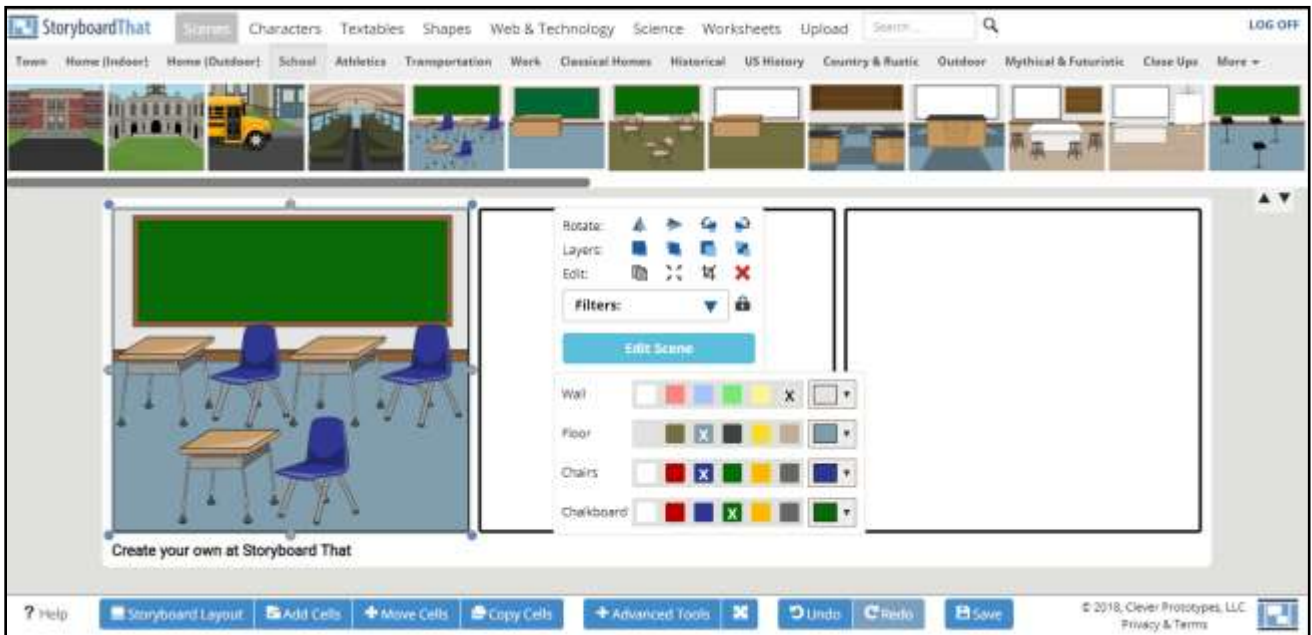 StoryboardThat Scenes Characters Textables Shapes Web & Technology Science Worksheets Upload Search... LOG OFF
Town Home (Indoor) Home (Outdoor) School Athletics Transportation Work Classical Homes Historical US History Country & Rustic Outdoor Mythical & Futuristic Close Ups More
Rotate:
Layers:
Edit:
Filters:
Edit Scene
Wall X
Floor X
Chairs X
Chalkboard X
Create your own at Storyboard That
? Help Storyboard Layout Add Cells Move Cells Copy Cells Advanced Tools Undo Redo Save © 2018, Clever Prototypes, LLC
Privacy & Terms